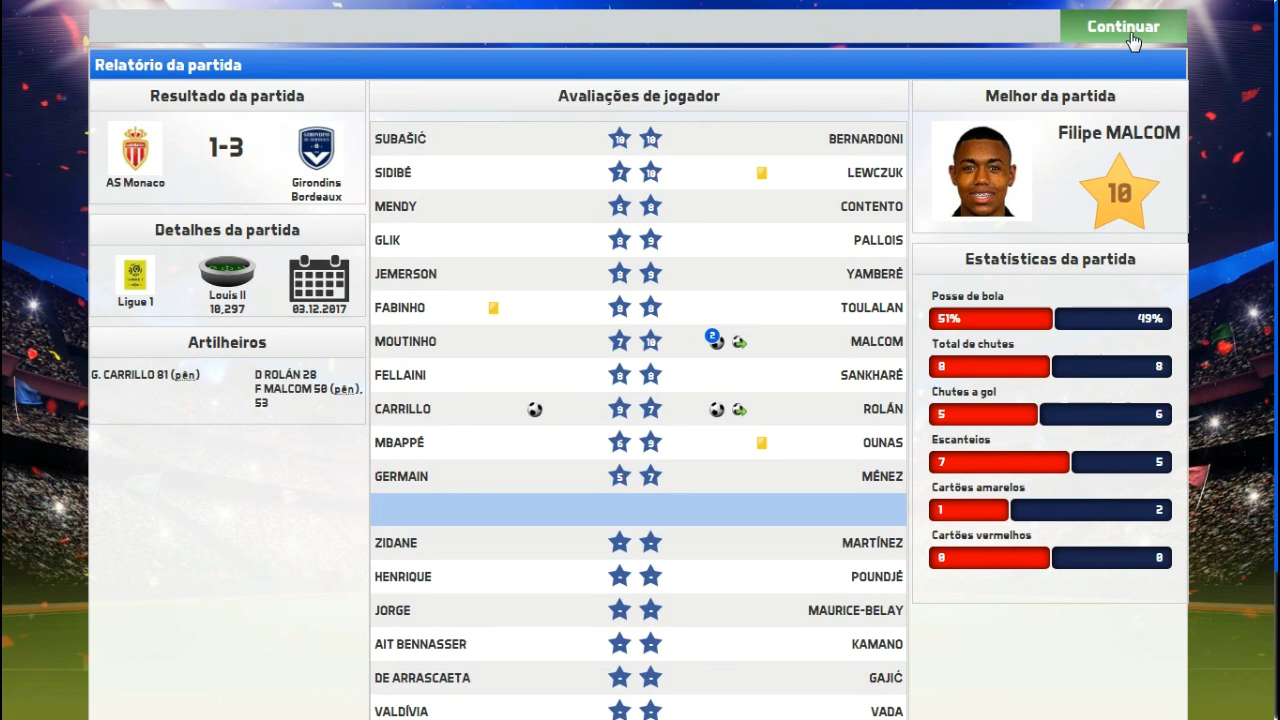 Continuar
Relatório da partida
Resultado da partida
1-3
AS Monaco
Girondins
Bordeaux
Detalhes da partida
Ligue 1
Louis II
10,297
03.12.2017
Artilheiros
G. CARRILLO 81 (pên)
D ROLÁN 28
F MALCOM 50 (pên),
53
Avaliações de jogador
SUBAŠIĆ 10 10 BERNARDONI
SIDIBÉ 7 10 LEWCZUK
MENDY 6 8 CONTENTO
GLIK 8 9 PALLOIS
JEMERSON 8 9 YAMBERÉ
FABINHO 8 8 TOULALAN
MOUTINHO 7 10 2 MALCOM
FELLAINI 8 8 SANKHARÉ
CARRILLO 9 7 ROLÁN
MBAPPÉ 6 9 OUNAS
GERMAIN 5 7 MÉNEZ
ZIDANE - - MARTÍNEZ
HENRIQUE - - POUNDJÉ
JORGE - - MAURICE-BELAY
AIT BENNASSER - - KAMANO
DE ARRASCAETA - - GAJIĆ
VALDÍVIA - - VADA
Melhor da partida
Filipe MALCOM
10
Estatísticas da partida
Posse de bola
51% 49%
Total de chutes
8 8
Chutes a gol
5 6
Escanteios
7 5
Cartões amarelos
1 2
Cartões vermelhos
0 0